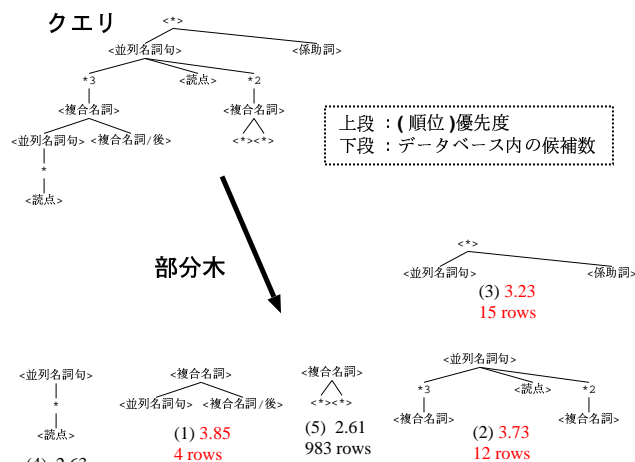 クエリ
<*>
<並列名詞句> <係助詞>
*3 <読点> *2
<複合名詞> <複合名詞>
<並列名詞句> <複合名詞/後> <*><*>
*
<読点>
上段 : ( 順位 )優先度
下段 : データベース内の候補数
部分木
<*>
<並列名詞句> <係助詞>
(3) 3.23
15 rows
<並列名詞句>
*
<読点>
(4) 2.63
<複合名詞>
<並列名詞句> <複合名詞/後>
(1) 3.85
4 rows
<複合名詞>
<*><*>
(5) 2.61
983 rows
<並列名詞句>
*3 <読点> *2
<複合名詞> <複合名詞>
(2) 3.73
12 rows